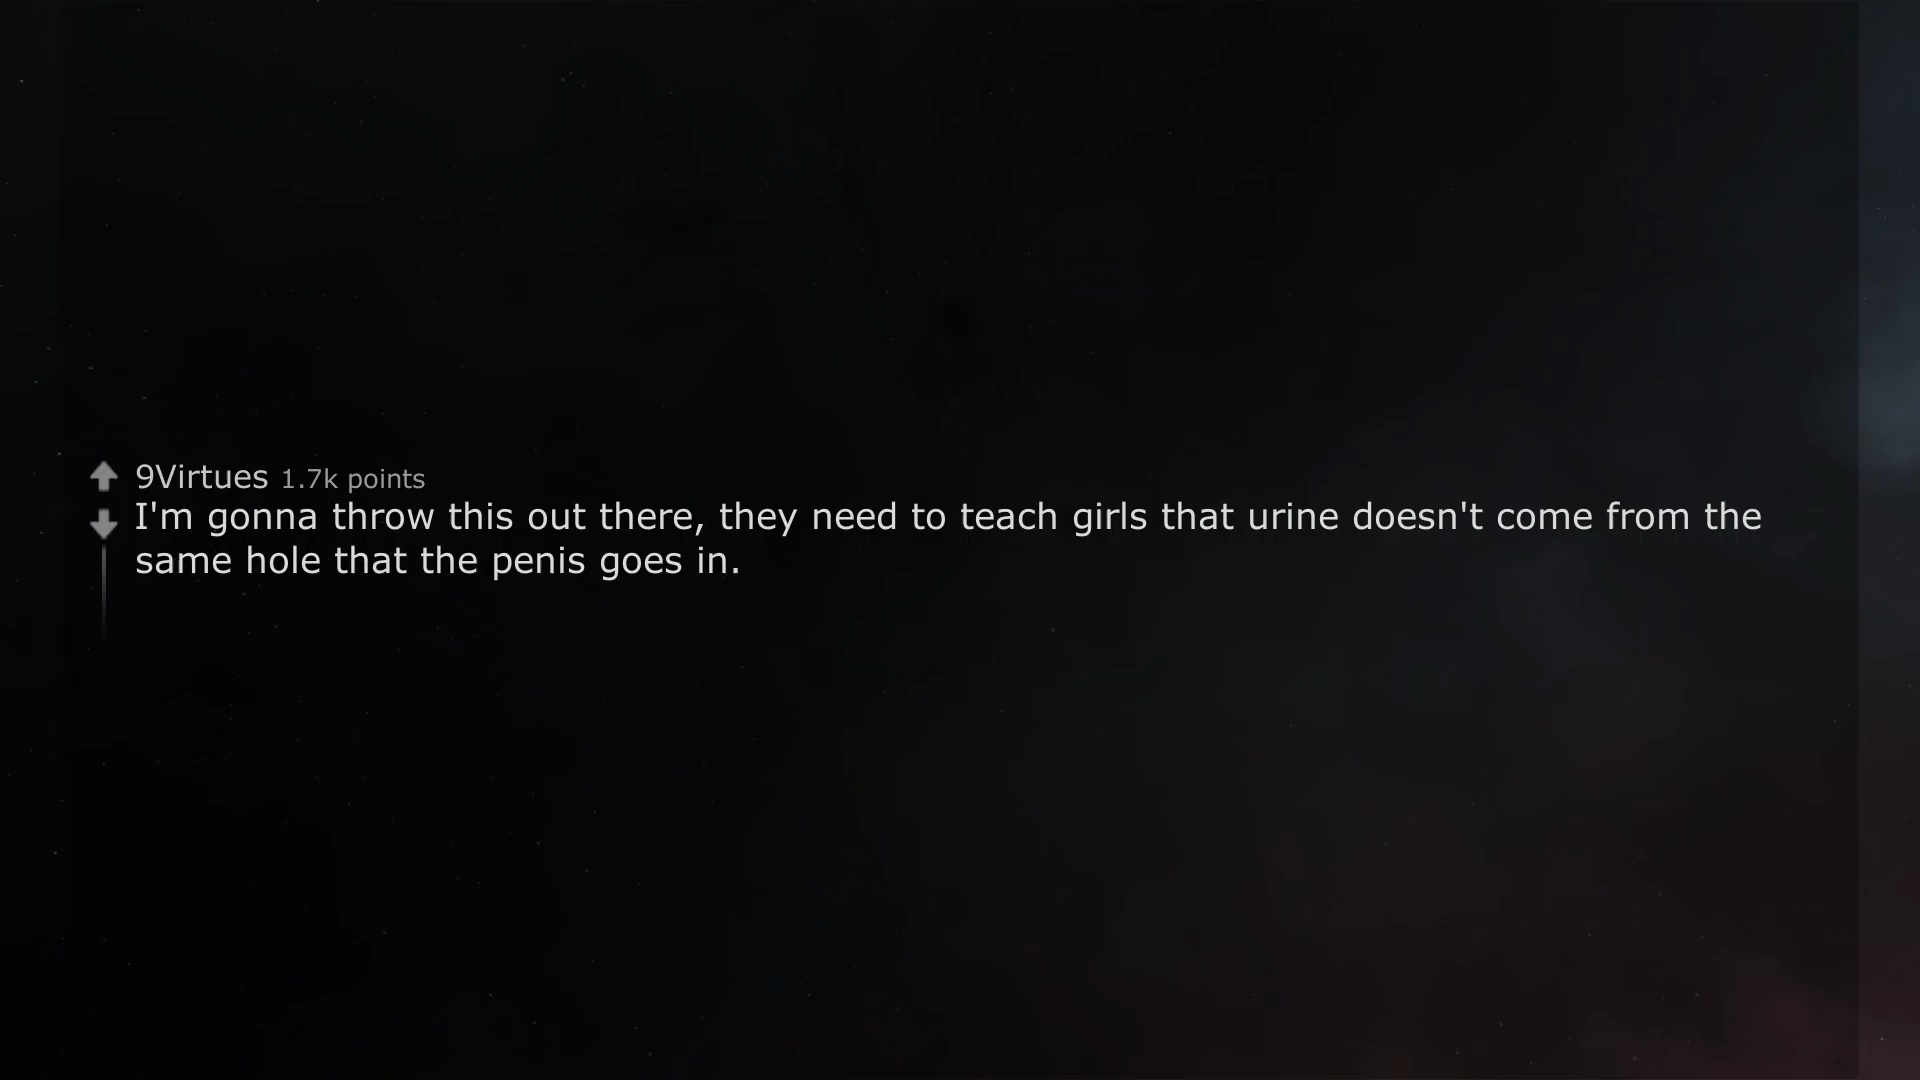 9Virtues 1.7k points
I'm gonna throw this out there, they need to teach girls that urine doesn't come from the
same hole that the penis goes in.